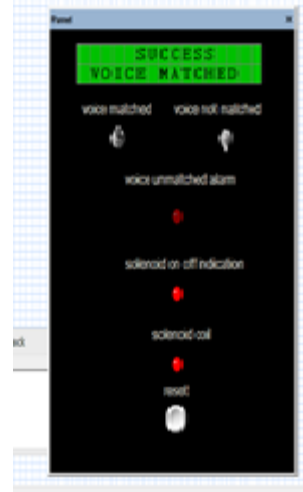 Panel
SUCCESS
VOICE MATCHED
voice matched voice not matched
voice unmatched alarm
solenoid on off indication
solenoid coil
reset